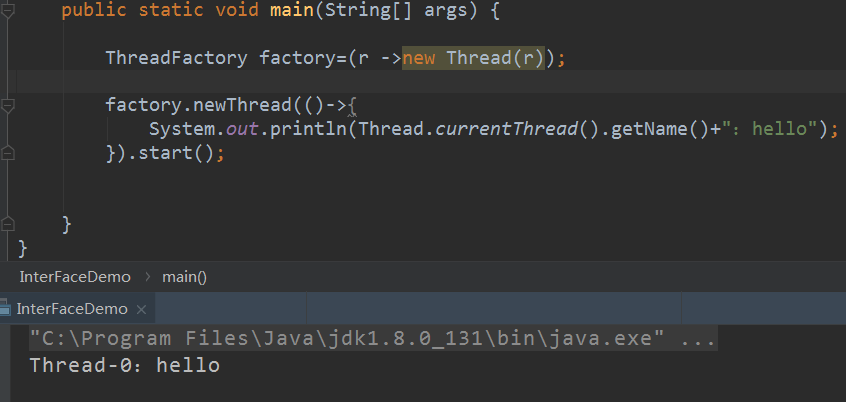 public static void main(String[] args) {
ThreadFactory factory=(r ->new Thread(r));
factory.newThread(()->{
System.out.println(Thread.currentThread().getName()+"：hello");
}).start();
}
}
InterFaceDemo > main()
InterFaceDemo ×
"C:\Program Files\Java\jdk1.8.0_131\bin\java.exe" ...
Thread-0：hello